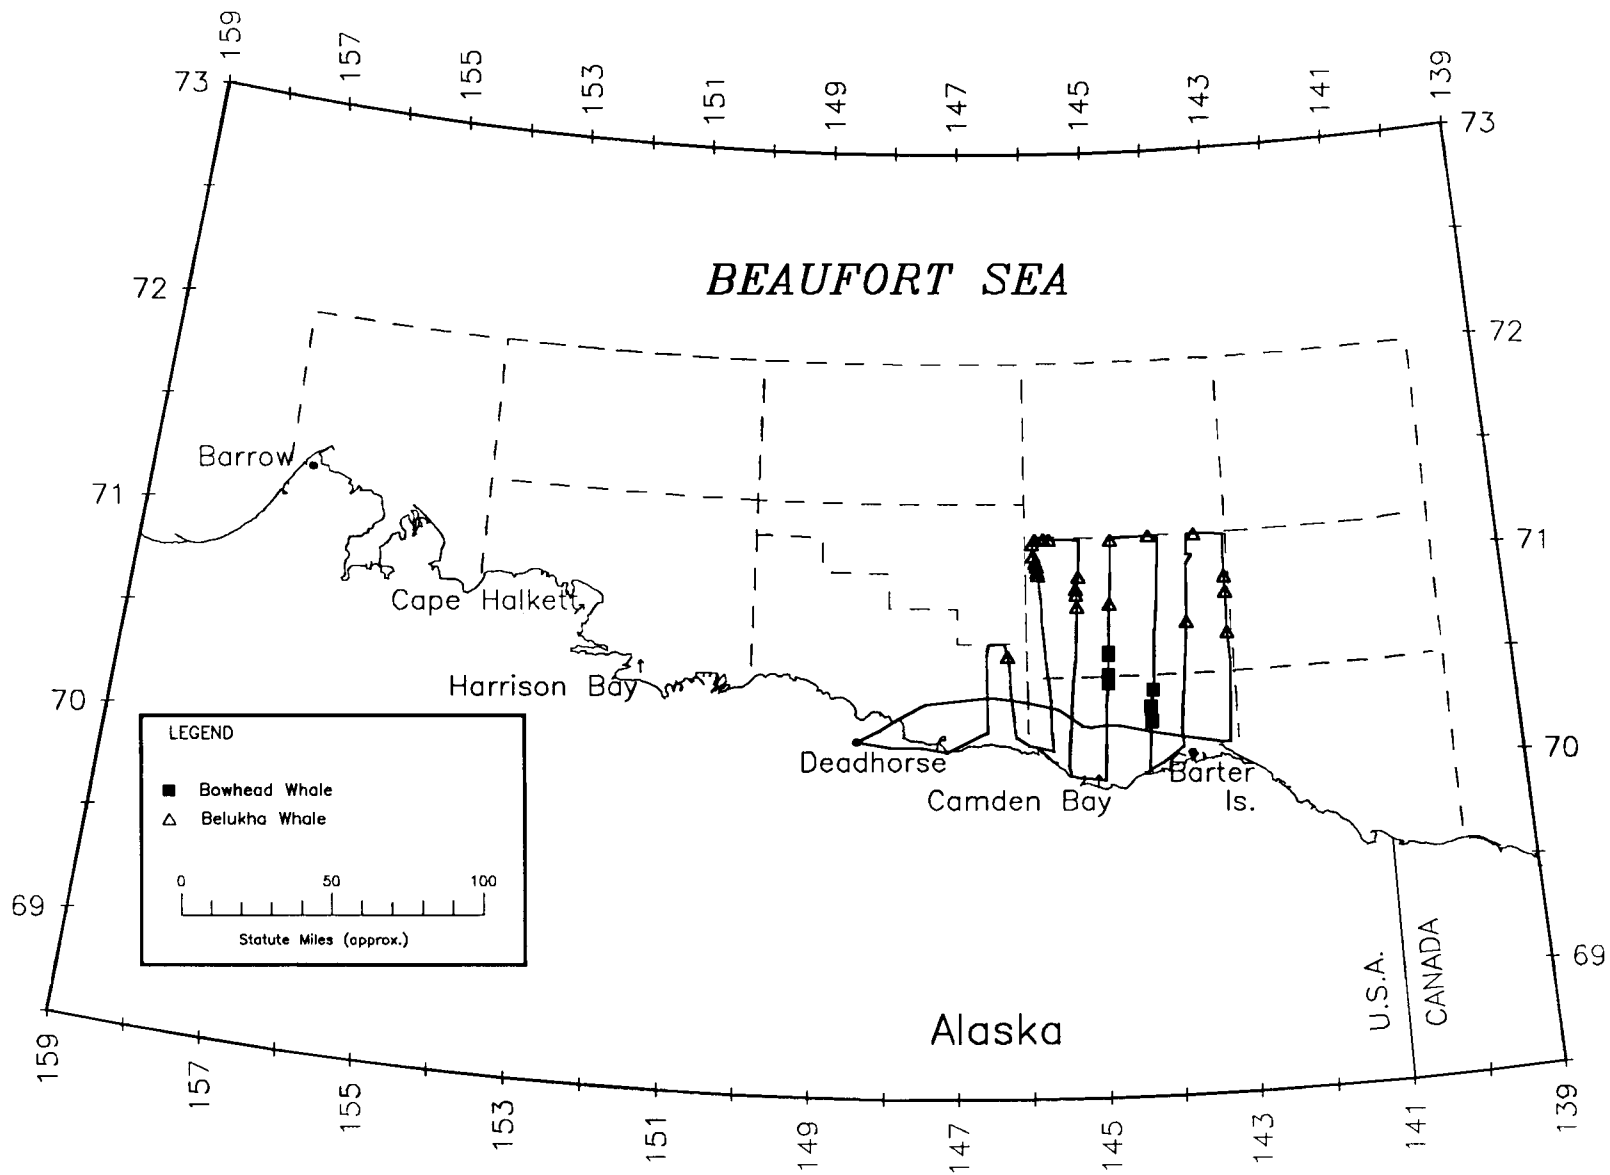 159
157
155
153
151
149
147
145
143
141
139
73
73
BEAUFORT SEA
72
72
Barrow
71
71
Cape Halkett
Harrison Bay
70
70
Deadhorse
Barter
Is.
Camden Bay
LEGEND
Bowhead Whale
Belukha Whale
0 50 100
Statute Miles (approx.)
69
69
U.S.A.
CANADA
Alaska
159
157
155
153
151
149
147
145
143
141
139